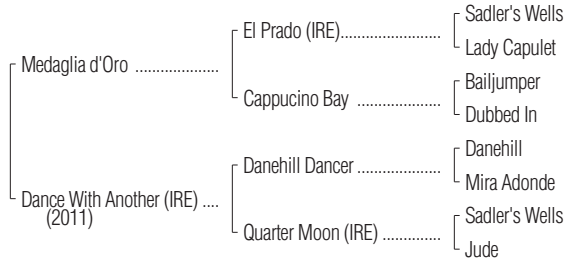 Sadler's Wells
El Prado (IRE)....................
Lady Capulet
Medaglia d'Oro .................
Bailjumper
Cappucino Bay .................
Dubbed In
Danehill
Danehill Dancer .................
Mira Adonde
Dance With Another (IRE) ....
(2011)
Sadler's Wells
Quarter Moon (IRE) ............
Jude